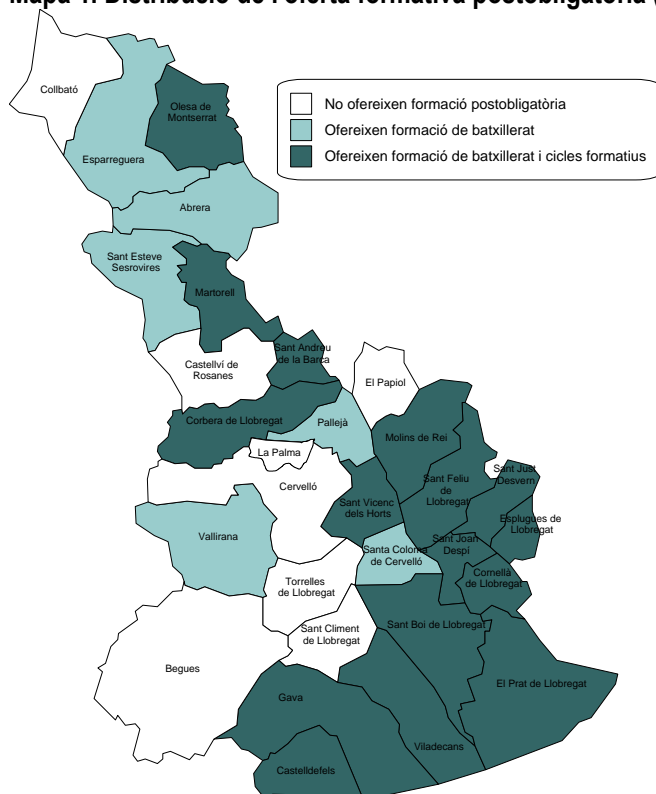 Mapa 1. Distribució de l'oferta formativa postobligatòria
Collbató
Olesa de
Montserrat
No ofereixen formació postobligatòria
Ofereixen formació de batxillerat
Ofereixen formació de batxillerat i cicles formatius
Esparreguera
Abrera
Sant Esteve
Sesrovires
Martorell
Sant Andreu
de la Barca
Castellví de
Rosanes
El Papiol
Corbera de Llobregat
Pallejà
Molins de Rei
La Palma
Cervelló
Sant Feliu
de
Llobregat
Sant Just
Desvern
Sant Vicenc
dels Horts
Esplugues de
Llobregat
Vallirana
Sant Joan
Despí
Santa Coloma
de Cervelló
Cornellà
de Llobregat
Torrelles
de Llobregat
Sant Climent
de Llobregat
Sant Boi de Llobregat
Begues
El Prat de Llobregat
Gava
Viladecans
Castelldefels